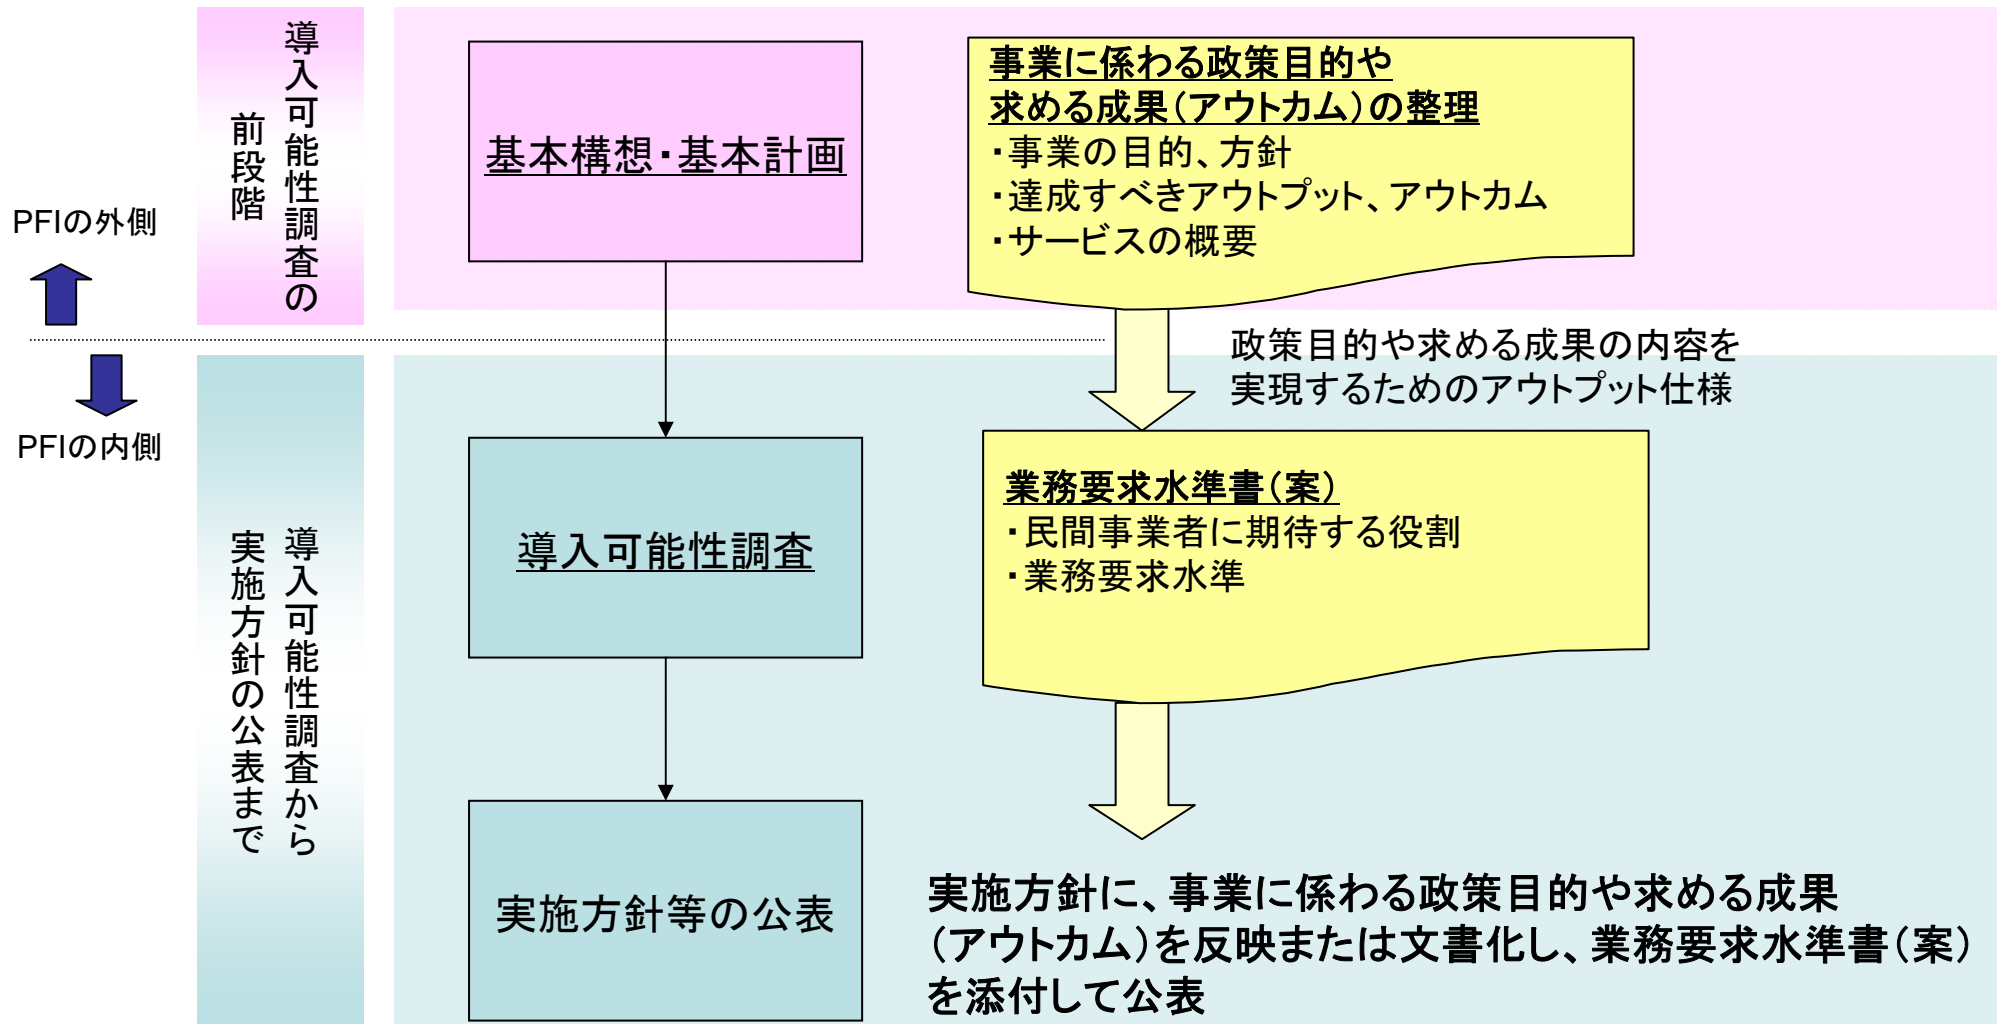 導入可能性調査の
前段階
基本構想・基本計画
事業に係わる政策目的や
求める成果（アウトカム）の整理
・事業の目的、方針
・達成すべきアウトプット、アウトカム
・サービスの概要
PFIの外側
PFIの内側
政策目的や求める成果の内容を
実現するためのアウトプット仕様
導入可能性調査から
実施方針の公表まで
導入可能性調査
業務要求水準書（案）
・民間事業者に期待する役割
・業務要求水準
実施方針等の公表
実施方針に、事業に係わる政策目的や求める成果
（アウトカム）を反映または文書化し、業務要求水準書（案）
を添付して公表